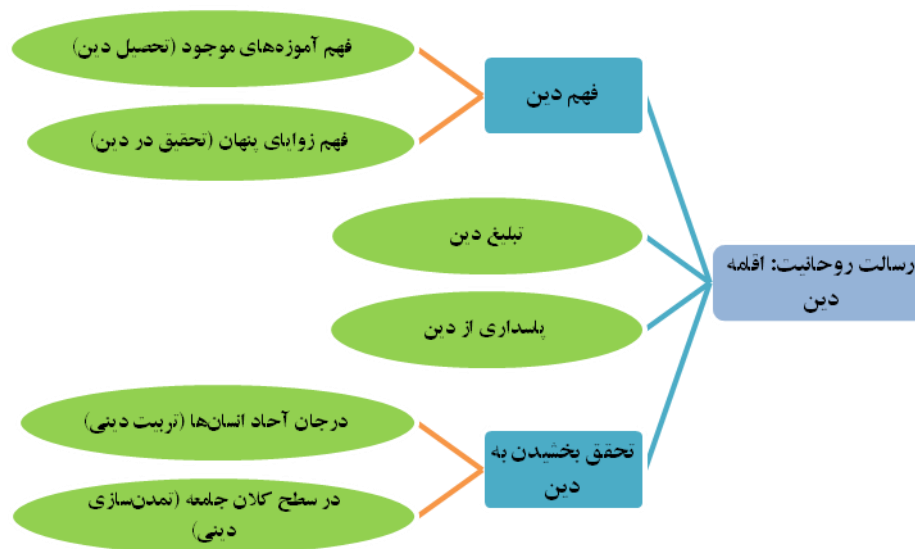 رسالت روحانیت: اقامه
دین
فهم دین
فهم آموزه‌های موجود (تحصیل دین)
فهم زوایای پنهان (تحقیق در دین)
تبلیغ دین
پاسداری از دین
تحقق بخشیدن به
دین
درجان آحاد انسان‌ها (تربیت دینی)
در سطح کلان جامعه (تمدن‌سازی
دینی)